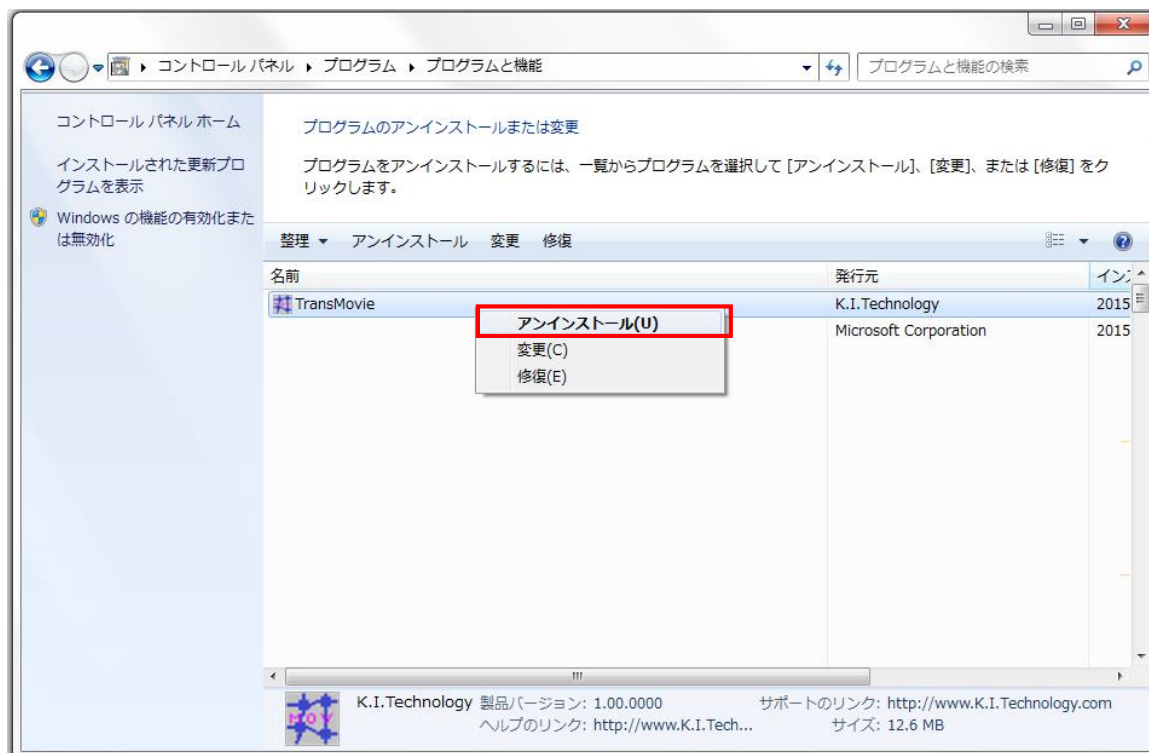 コントロール パネル ▸ プログラム ▸ プログラムと機能
プログラムと機能の検索
コントロール パネル ホーム
インストールされた更新プロ
グラムを表示
Windows の機能の有効化また
は無効化
プログラムのアンインストールまたは変更
プログラムをアンインストールするには、一覧からプログラムを選択して [アンインストール]、[変更]、または [修復] をク
リックします。
整理 ▼ アンインストール 変更 修復
名前 発行元 インス
TransMovie K.I.Technology 2015
Microsoft Corporation 2015
アンインストール(U)
変更(C)
修復(E)
MOV
K.I.Technology 製品バージョン: 1.00.0000 サポートのリンク: http://www.K.I.Technology.com
ヘルプのリンク: http://www.K.I.Tech... サイズ: 12.6 MB